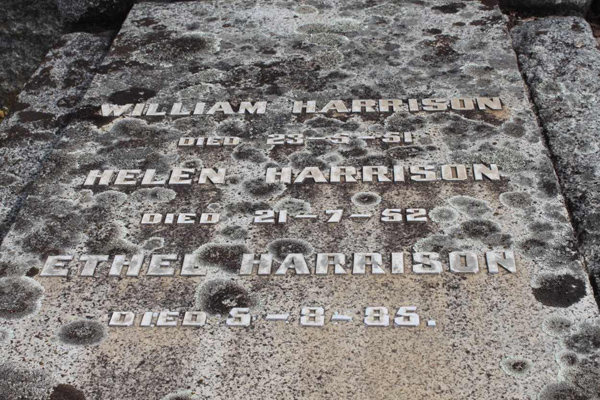 WILLIAM HARRISON
DIED 23-5-51
HELEN HARRISON
DIED 21-7-52
ETHEL HARRISON
DIED 5-8-85.